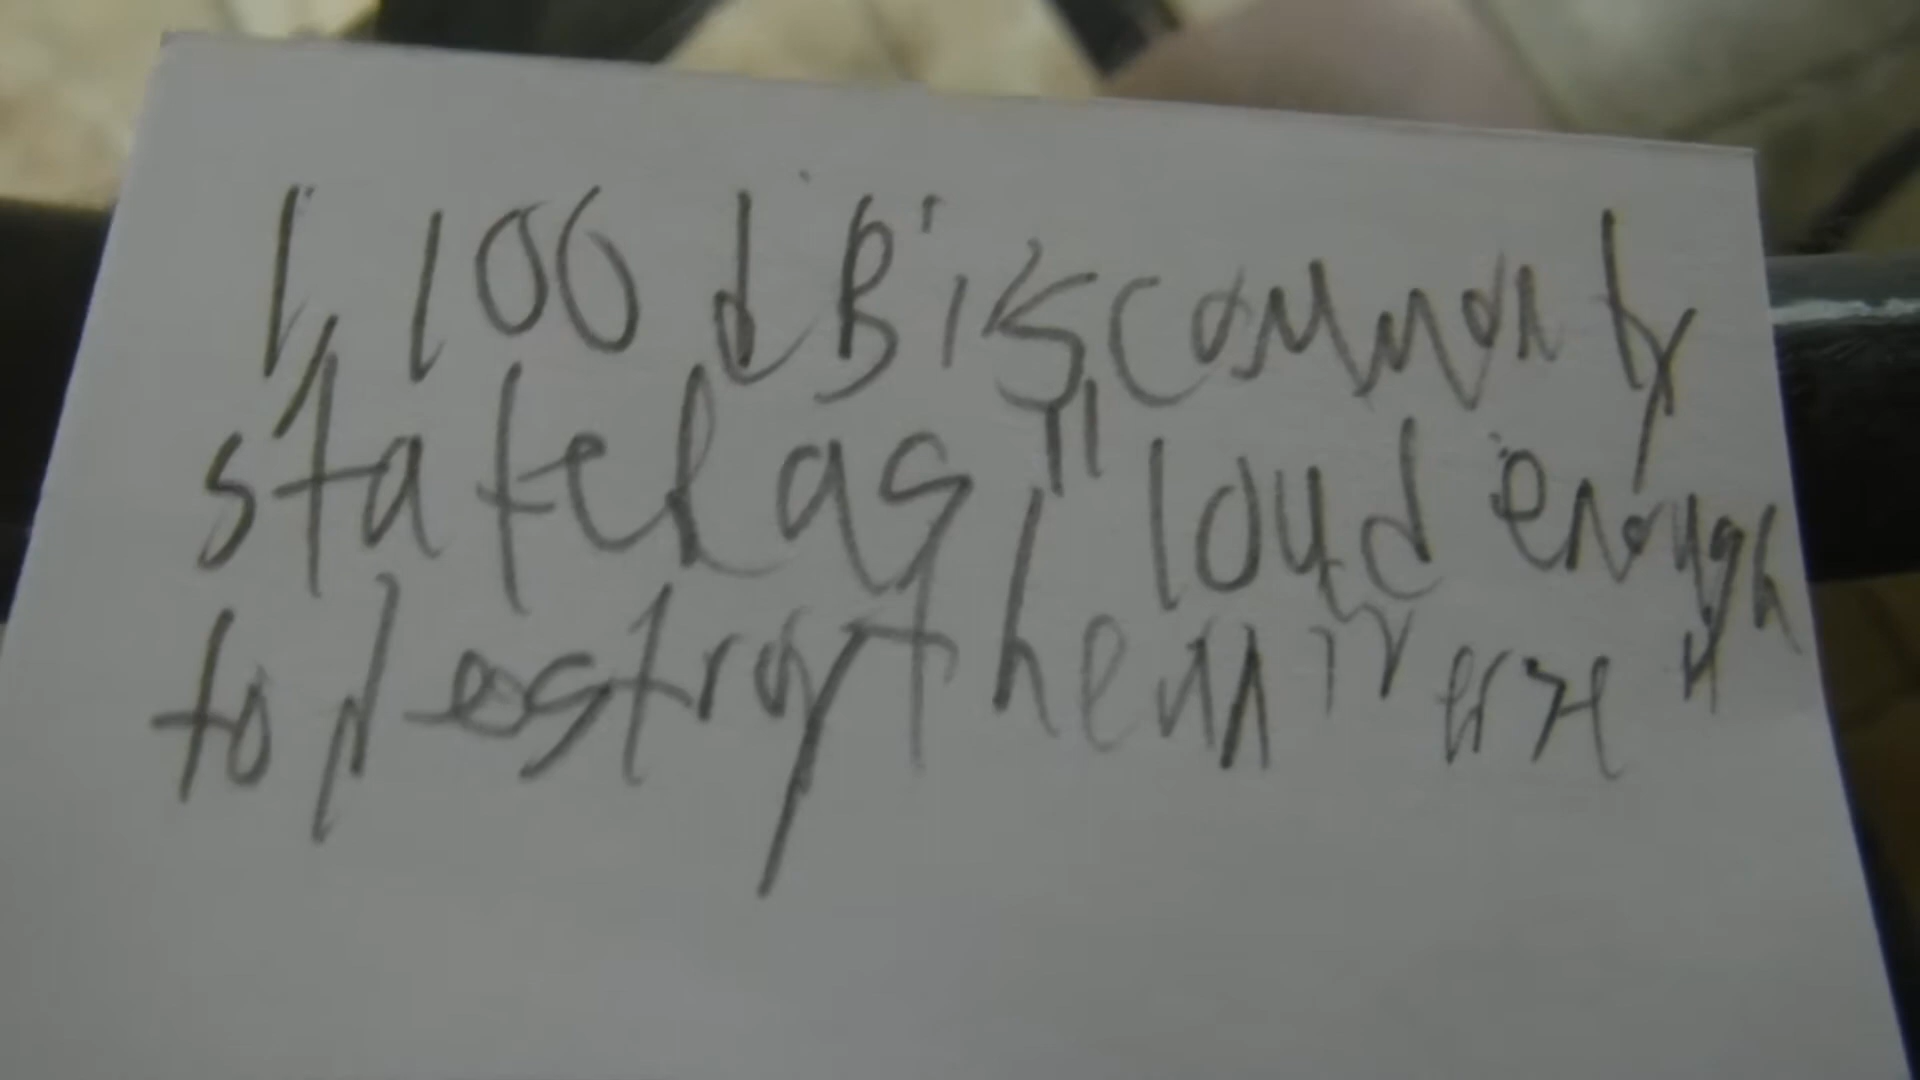 1,100 dB is commonly
stated as "loud enough
to destroy the universe"